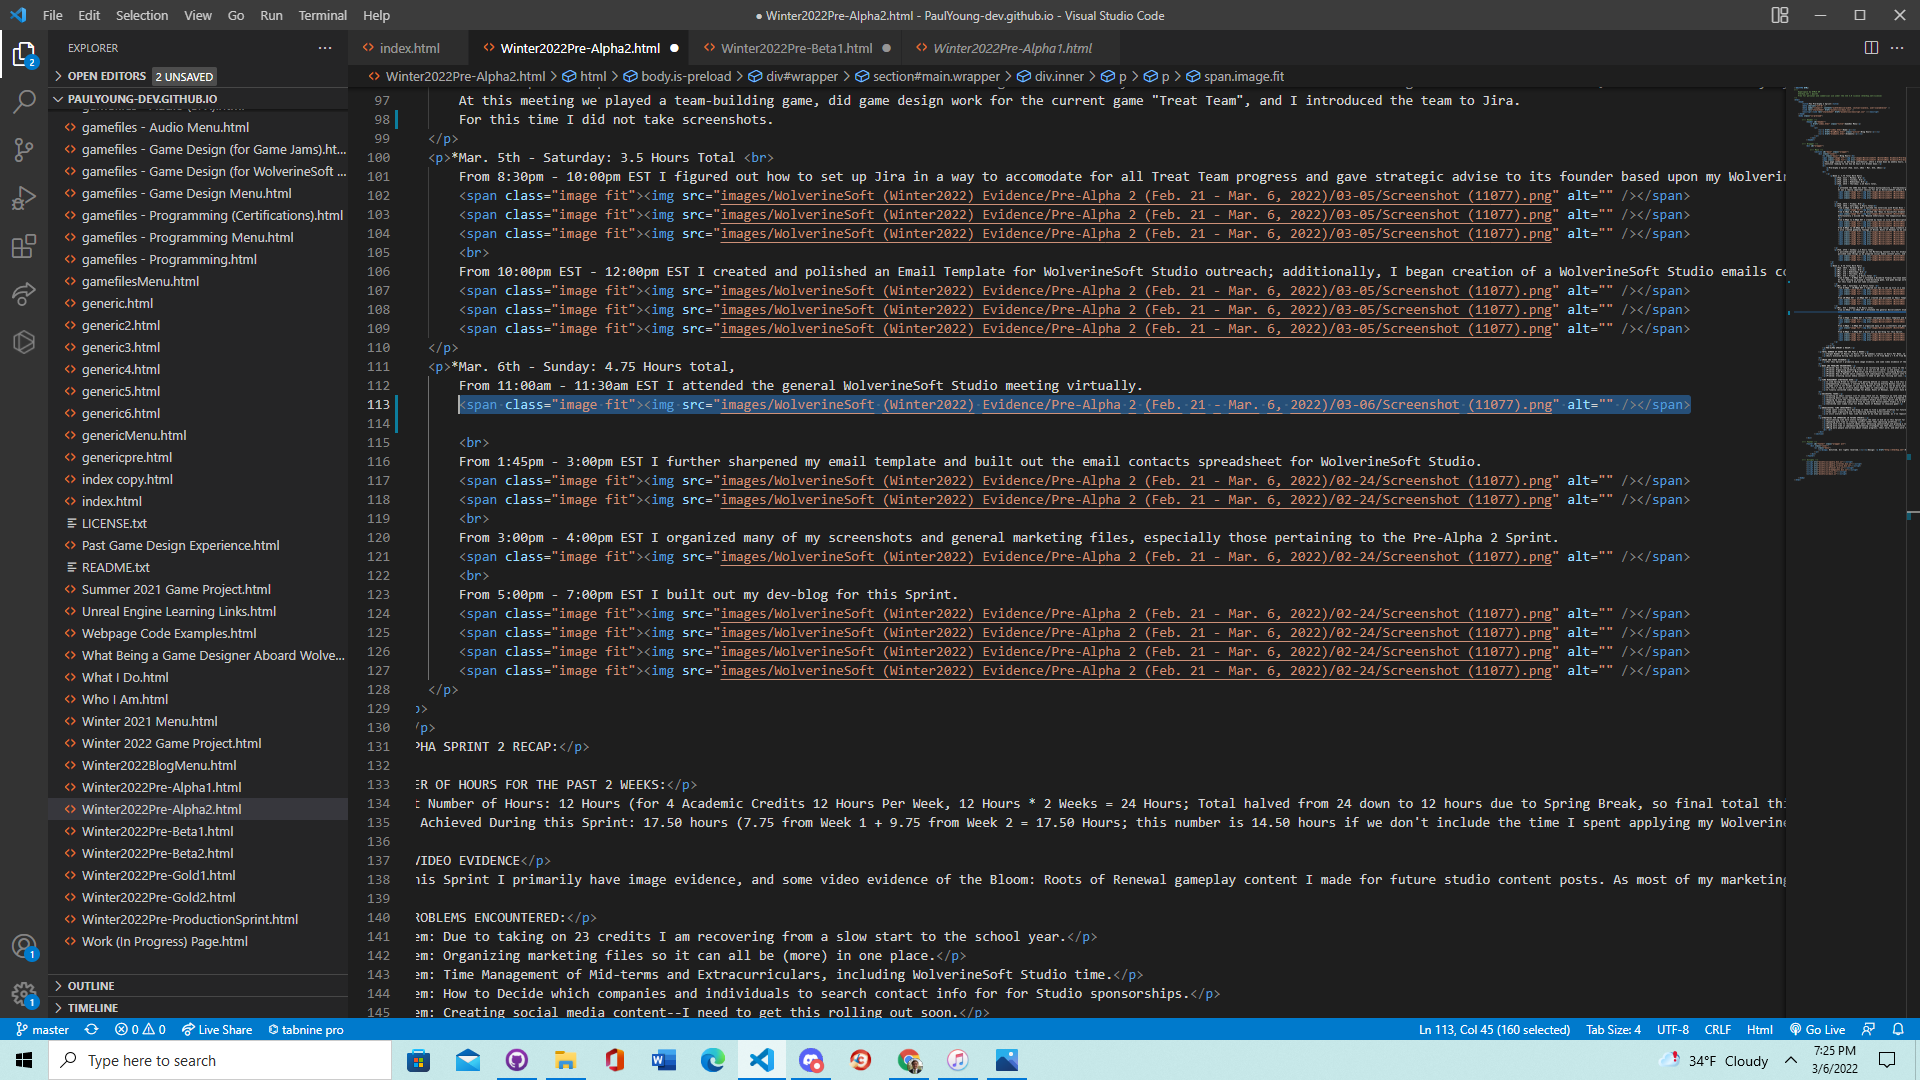 File Edit Selection View Go Run Terminal Help
● Winter2022Pre-Alpha2.html - PaulYoung-dev.github.io - Visual Studio Code
EXPLORER
index.html Winter2022Pre-Alpha2.html Winter2022Pre-Beta1.html Winter2022Pre-Alpha1.html
OPEN EDITORS 2 UNSAVED
Winter2022Pre-Alpha2.html > html > body.is-preload > div#wrapper > section#main.wrapper > div.inner > p > p > span.image.fit
PAULYOUNG-DEV.GITHUB.IO
gamefiles - Audio Menu.html
gamefiles - Game Design (for Game Jams).ht...
gamefiles - Game Design (for WolverineSoft ...
gamefiles - Game Design Menu.html
gamefiles - Programming (Certifications).html
gamefiles - Programming Menu.html
gamefiles - Programming.html
gamefilesMenu.html
generic.html
generic2.html
generic3.html
generic4.html
generic5.html
generic6.html
genericMenu.html
genericpre.html
index copy.html
index.html
LICENSE.txt
Past Game Design Experience.html
README.txt
Summer 2021 Game Project.html
Unreal Engine Learning Links.html
Webpage Code Examples.html
What Being a Game Designer Aboard Wolve...
What I Do.html
Who I Am.html
Winter 2021 Menu.html
Winter 2022 Game Project.html
Winter2022BlogMenu.html
Winter2022Pre-Alpha1.html
Winter2022Pre-Alpha2.html
Winter2022Pre-Beta1.html
Winter2022Pre-Beta2.html
Winter2022Pre-Gold1.html
Winter2022Pre-Gold2.html
Winter2022Pre-ProductionSprint.html
Work (In Progress) Page.html
OUTLINE
TIMELINE
97 At this meeting we played a team-building game, did game design work for the current game "Treat Team", and I introduced the team to Jira.
98 For this time I did not take screenshots.
99 </p>
100 <p>*Mar. 5th - Saturday: 3.5 Hours Total <br>
101 From 8:30pm - 10:00pm EST I figured out how to set up Jira in a way to accomodate for all Treat Team progress and gave strategic advise to its founder based upon my Wolverin
102 <span class="image fit"><img src="images/WolverineSoft (Winter2022) Evidence/Pre-Alpha 2 (Feb. 21 - Mar. 6, 2022)/03-05/Screenshot (11077).png" alt="" /></span>
103 <span class="image fit"><img src="images/WolverineSoft (Winter2022) Evidence/Pre-Alpha 2 (Feb. 21 - Mar. 6, 2022)/03-05/Screenshot (11077).png" alt="" /></span>
104 <span class="image fit"><img src="images/WolverineSoft (Winter2022) Evidence/Pre-Alpha 2 (Feb. 21 - Mar. 6, 2022)/03-05/Screenshot (11077).png" alt="" /></span>
105 <br>
106 From 10:00pm EST - 12:00pm EST I created and polished an Email Template for WolverineSoft Studio outreach; additionally, I began creation of a WolverineSoft Studio emails co
107 <span class="image fit"><img src="images/WolverineSoft (Winter2022) Evidence/Pre-Alpha 2 (Feb. 21 - Mar. 6, 2022)/03-05/Screenshot (11077).png" alt="" /></span>
108 <span class="image fit"><img src="images/WolverineSoft (Winter2022) Evidence/Pre-Alpha 2 (Feb. 21 - Mar. 6, 2022)/03-05/Screenshot (11077).png" alt="" /></span>
109 <span class="image fit"><img src="images/WolverineSoft (Winter2022) Evidence/Pre-Alpha 2 (Feb. 21 - Mar. 6, 2022)/03-05/Screenshot (11077).png" alt="" /></span>
110 </p>
111 <p>*Mar. 6th - Sunday: 4.75 Hours total,
112 From 11:00am - 11:30am EST I attended the general WolverineSoft Studio meeting virtually.
113 <span class="image fit"><img src="images/WolverineSoft (Winter2022) Evidence/Pre-Alpha 2 (Feb. 21 - Mar. 6, 2022)/03-06/Screenshot (11077).png" alt="" /></span>
114
115 <br>
116 From 1:45pm - 3:00pm EST I further sharpened my email template and built out the email contacts spreadsheet for WolverineSoft Studio.
117 <span class="image fit"><img src="images/WolverineSoft (Winter2022) Evidence/Pre-Alpha 2 (Feb. 21 - Mar. 6, 2022)/02-24/Screenshot (11077).png" alt="" /></span>
118 <span class="image fit"><img src="images/WolverineSoft (Winter2022) Evidence/Pre-Alpha 2 (Feb. 21 - Mar. 6, 2022)/02-24/Screenshot (11077).png" alt="" /></span>
119 <br>
120 From 3:00pm - 4:00pm EST I organized many of my screenshots and general marketing files, especially those pertaining to the Pre-Alpha 2 Sprint.
121 <span class="image fit"><img src="images/WolverineSoft (Winter2022) Evidence/Pre-Alpha 2 (Feb. 21 - Mar. 6, 2022)/02-24/Screenshot (11077).png" alt="" /></span>
122 <br>
123 From 5:00pm - 7:00pm EST I built out my dev-blog for this Sprint.
124 <span class="image fit"><img src="images/WolverineSoft (Winter2022) Evidence/Pre-Alpha 2 (Feb. 21 - Mar. 6, 2022)/02-24/Screenshot (11077).png" alt="" /></span>
125 <span class="image fit"><img src="images/WolverineSoft (Winter2022) Evidence/Pre-Alpha 2 (Feb. 21 - Mar. 6, 2022)/02-24/Screenshot (11077).png" alt="" /></span>
126 <span class="image fit"><img src="images/WolverineSoft (Winter2022) Evidence/Pre-Alpha 2 (Feb. 21 - Mar. 6, 2022)/02-24/Screenshot (11077).png" alt="" /></span>
127 <span class="image fit"><img src="images/WolverineSoft (Winter2022) Evidence/Pre-Alpha 2 (Feb. 21 - Mar. 6, 2022)/02-24/Screenshot (11077).png" alt="" /></span>
128 </p>
129 p>
130 /p>
131 PHA SPRINT 2 RECAP:</p>
132
133 ER OF HOURS FOR THE PAST 2 WEEKS:</p>
134 t Number of Hours: 12 Hours (for 4 Academic Credits 12 Hours Per Week, 12 Hours * 2 Weeks = 24 Hours; Total halved from 24 down to 12 hours due to Spring Break, so final total thi
135 Achieved During this Sprint: 17.50 hours (7.75 from Week 1 + 9.75 from Week 2 = 17.50 Hours; this number is 14.50 hours if we don't include the time I spent applying my Wolverine
136
137 VIDEO EVIDENCE</p>
138 his Sprint I primarily have image evidence, and some video evidence of the Bloom: Roots of Renewal gameplay content I made for future studio content posts. As most of my marketing
139
140 ROBLEMS ENCOUNTERED:</p>
141 em: Due to taking on 23 credits I am recovering from a slow start to the school year.</p>
142 em: Organizing marketing files so it can all be (more) in one place.</p>
143 em: Time Management of Mid-terms and Extracurriculars, including WolverineSoft Studio time.</p>
144 em: How to Decide which companies and individuals to search contact info for for Studio sponsorships.</p>
145 em: Creating social media content--I need to get this rolling out soon.</p>
master 0 0 Live Share tabnine pro
Ln 113, Col 45 (160 selected) Tab Size: 4 UTF-8 CRLF Html Go Live
Type here to search
34°F Cloudy
7:25 PM
3/6/2022